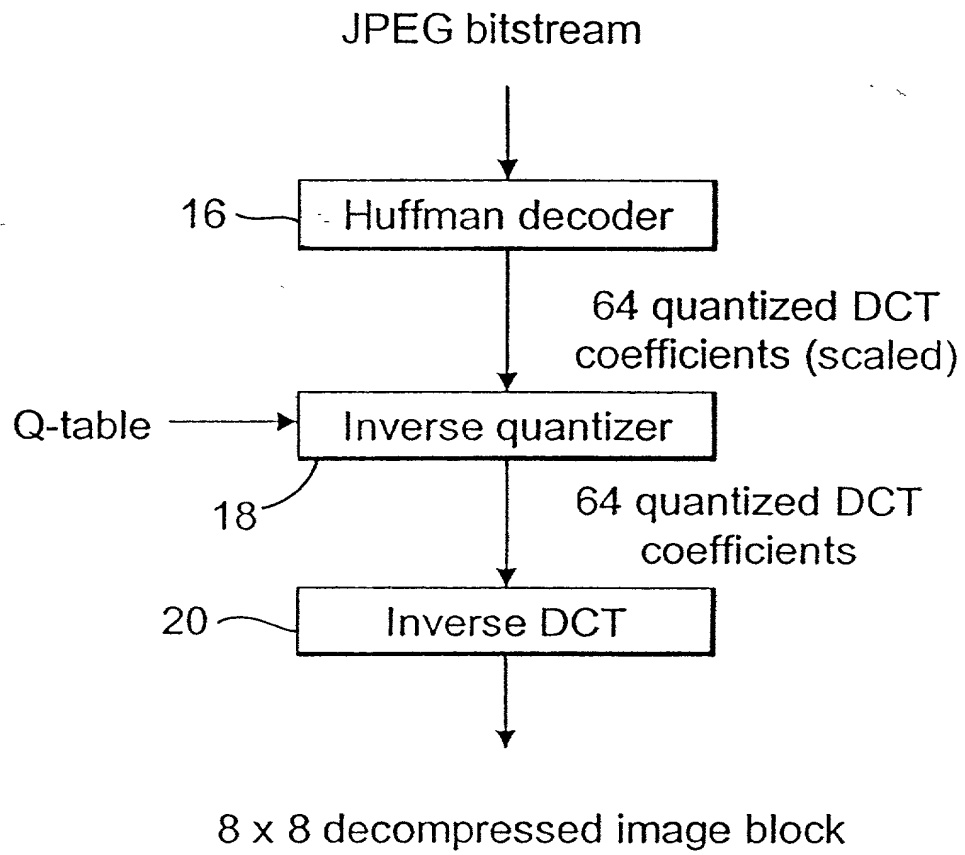 JPEG bitstream
16
Huffman decoder
64 quantized DCT
coefficients (scaled)
Q-table
Inverse quantizer
18
64 quantized DCT
coefficients
20
Inverse DCT
8 x 8 decompressed image block